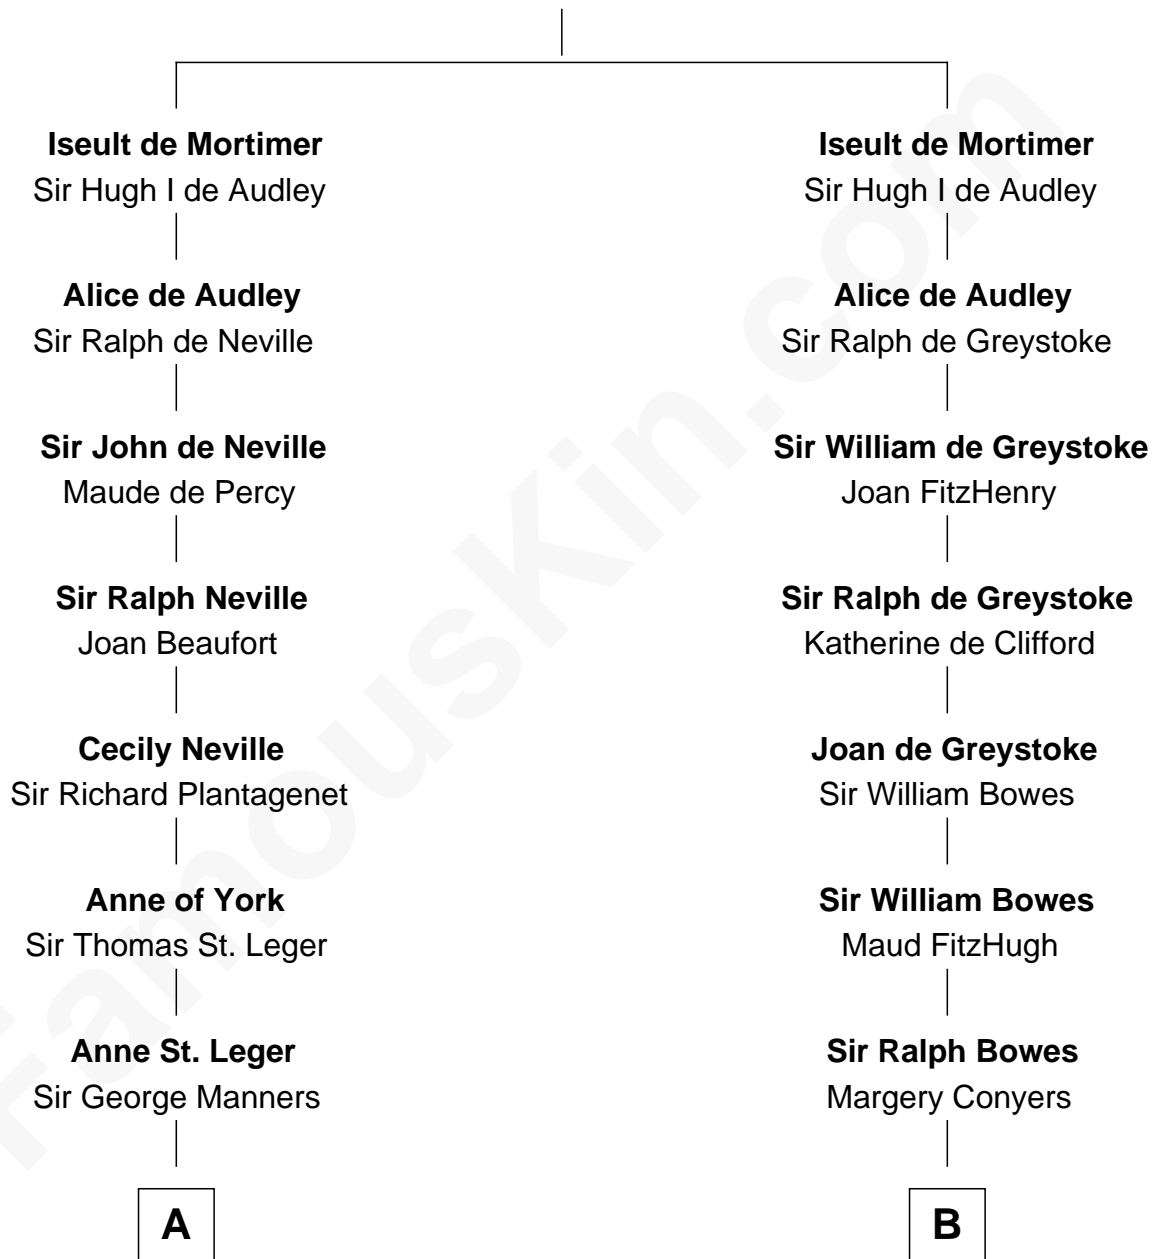 Iseult de Mortimer
Sir Hugh I de Audley
Iseult de Mortimer
Sir Hugh I de Audley
Alice de Audley
Sir Ralph de Neville
Alice de Audley
Sir Ralph de Greystoke
Sir John de Neville
Maude de Percy
Sir William de Greystoke
Joan FitzHenry
Sir Ralph Neville
Joan Beaufort
Sir Ralph de Greystoke
Katherine de Clifford
Cecily Neville
Sir Richard Plantagenet
Joan de Greystoke
Sir William Bowes
Anne of York
Sir Thomas St. Leger
Sir William Bowes
Maud FitzHugh
Anne St. Leger
Sir George Manners
Sir Ralph Bowes
Margery Conyers
A
B
FamousKin.com